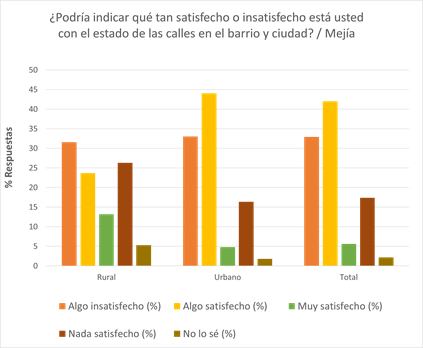 ¿Podría indicar qué tan satisfecho o insatisfecho está usted
con el estado de las calles en el barrio y ciudad? / Mejía
50
45
40
35
30
25
20
15
10
5
0
% Respuestas
Rural Urbano Total
Algo insatisfecho (%) Algo satisfecho (%) Muy satisfecho (%)
Nada satisfecho (%) No lo sé (%)